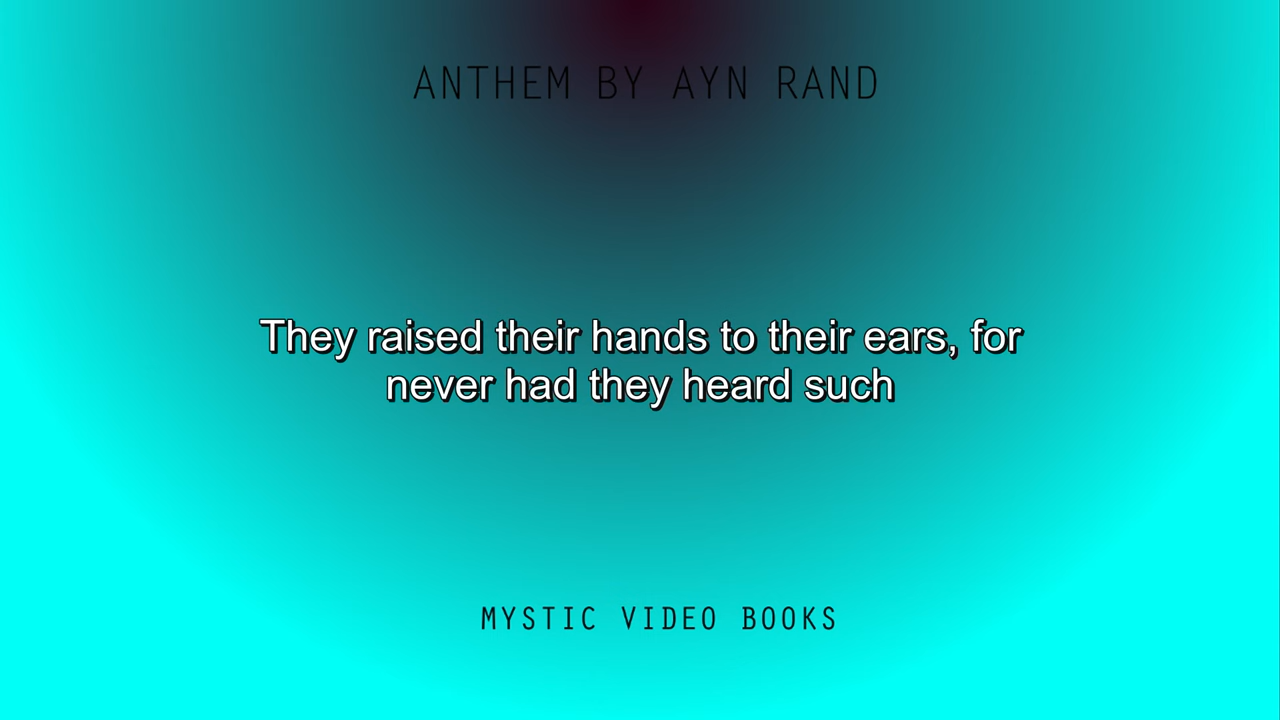 ANTHEM BY AYN RAND
They raised their hands to their ears, for
never had they heard such
MYSTIC VIDEO BOOKS